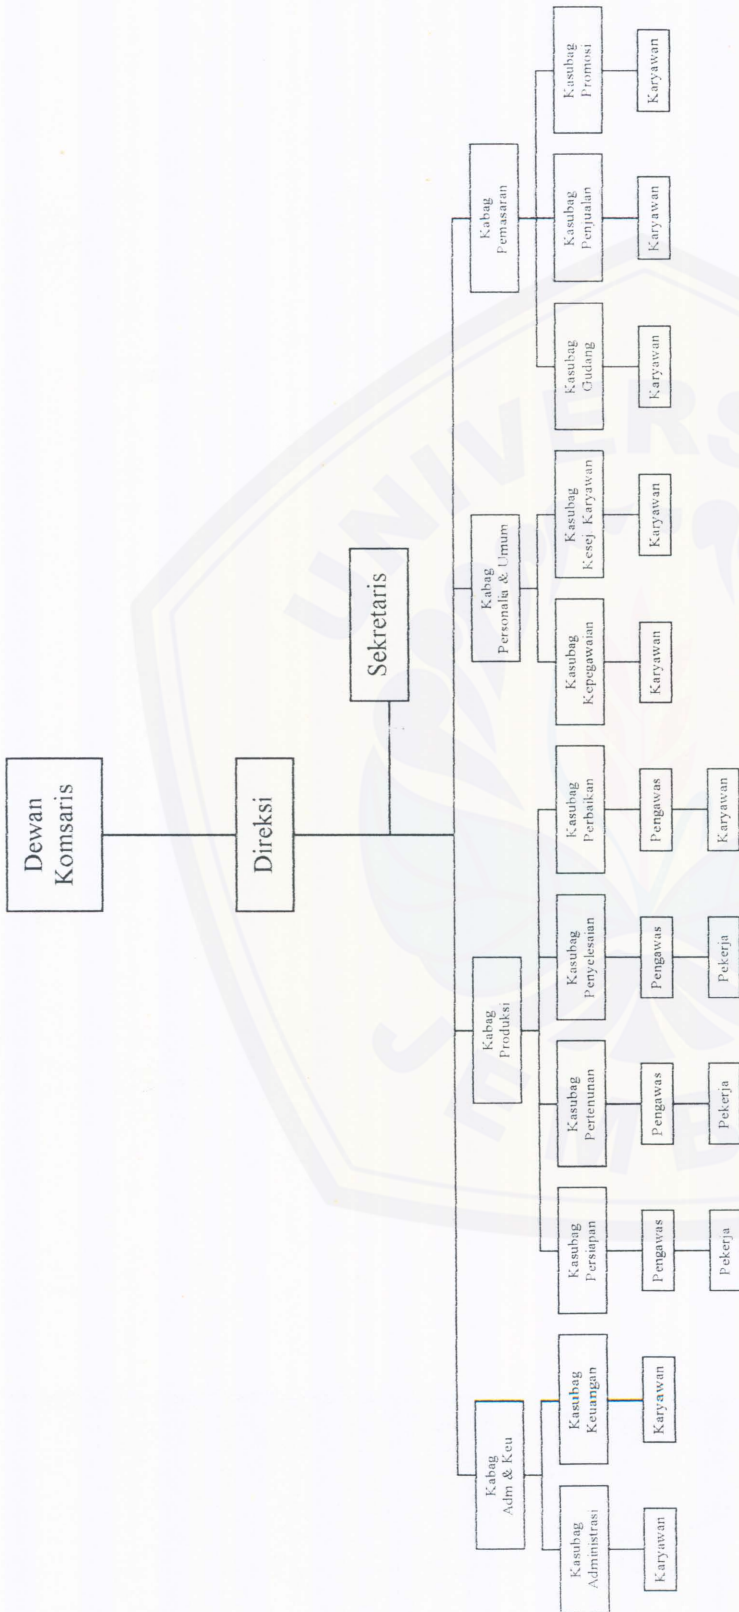 Dewan
Komsaris
Direksi
Sekretaris
Kabag
Adm & Keu
Kabag
Produksi
Kabag
Personalia & Umum
Kabag
Pemasaran
Kasubag
Administrasi
Kasubag
Keuangan
Kasubag
Persiapan
Kasubag
Pertenunan
Kasubag
Penyelesaian
Kasubag
Perbaikan
Kasubag
Kepegawaian
Kasubag
Kesej. Karyawan
Kasubag
Gudang
Kasubag
Penjualan
Kasubag
Promosi
Karyawan
Karyawan
Pengawas
Pengawas
Pengawas
Pengawas
Karyawan
Karyawan
Karyawan
Karyawan
Karyawan
Pekerja
Pekerja
Pekerja
Karyawan